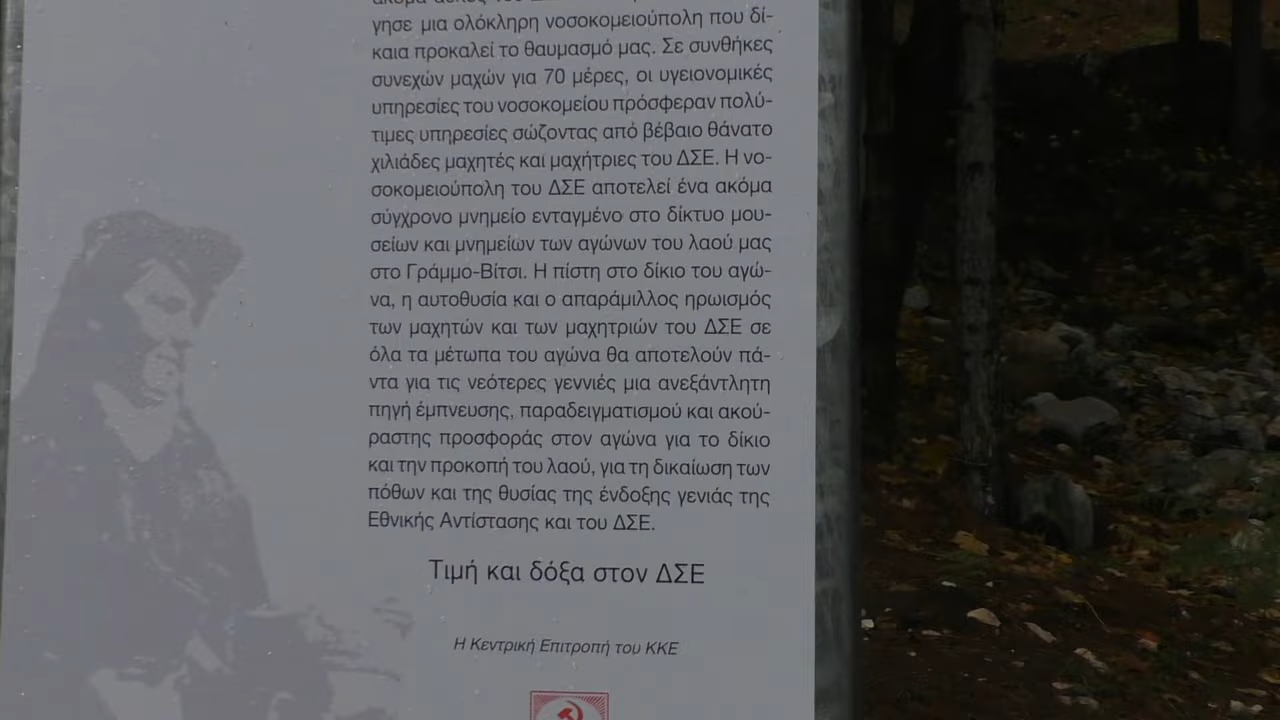 γησε μια ολόκληρη νοσοκομειούπολη που δί-
καια προκαλεί το θαυμασμό μας. Σε συνθήκες
συνεχών μαχών για 70 μέρες, οι υγειονομικές
υπηρεσίες του νοσοκομείου πρόσφεραν πολύ-
τιμες υπηρεσίες σώζοντας από βέβαιο θάνατο
χιλιάδες μαχητές και μαχήτριες του ΔΣΕ. Η νο-
σοκομειούπολη του ΔΣΕ αποτελεί ένα ακόμα
σύγχρονο μνημείο ενταγμένο στο δίκτυο μου-
σείων και μνημείων των αγώνων του λαού μας
στο Γράμμο-Βίτσι. Η πίστη στο δίκιο του αγώ-
να, η αυτοθυσία και ο απαράμιλλος ηρωισμός
των μαχητών και των μαχητριών του ΔΣΕ σε
όλα τα μέτωπα του αγώνα θα αποτελούν πά-
ντα για τις νεότερες γεννιές μια ανεξάντλητη
πηγή έμπνευσης, παραδειγματισμού και ακού-
ραστης προσφοράς στον αγώνα για το δίκιο
και την προκοπή του λαού, για τη δικαίωση των
πόθων και της θυσίας της ένδοξης γενιάς της
Εθνικής Αντίστασης και του ΔΣΕ.
Τιμή και δόξα στον ΔΣΕ
Η Κεντρική Επιτροπή του ΚΚΕ